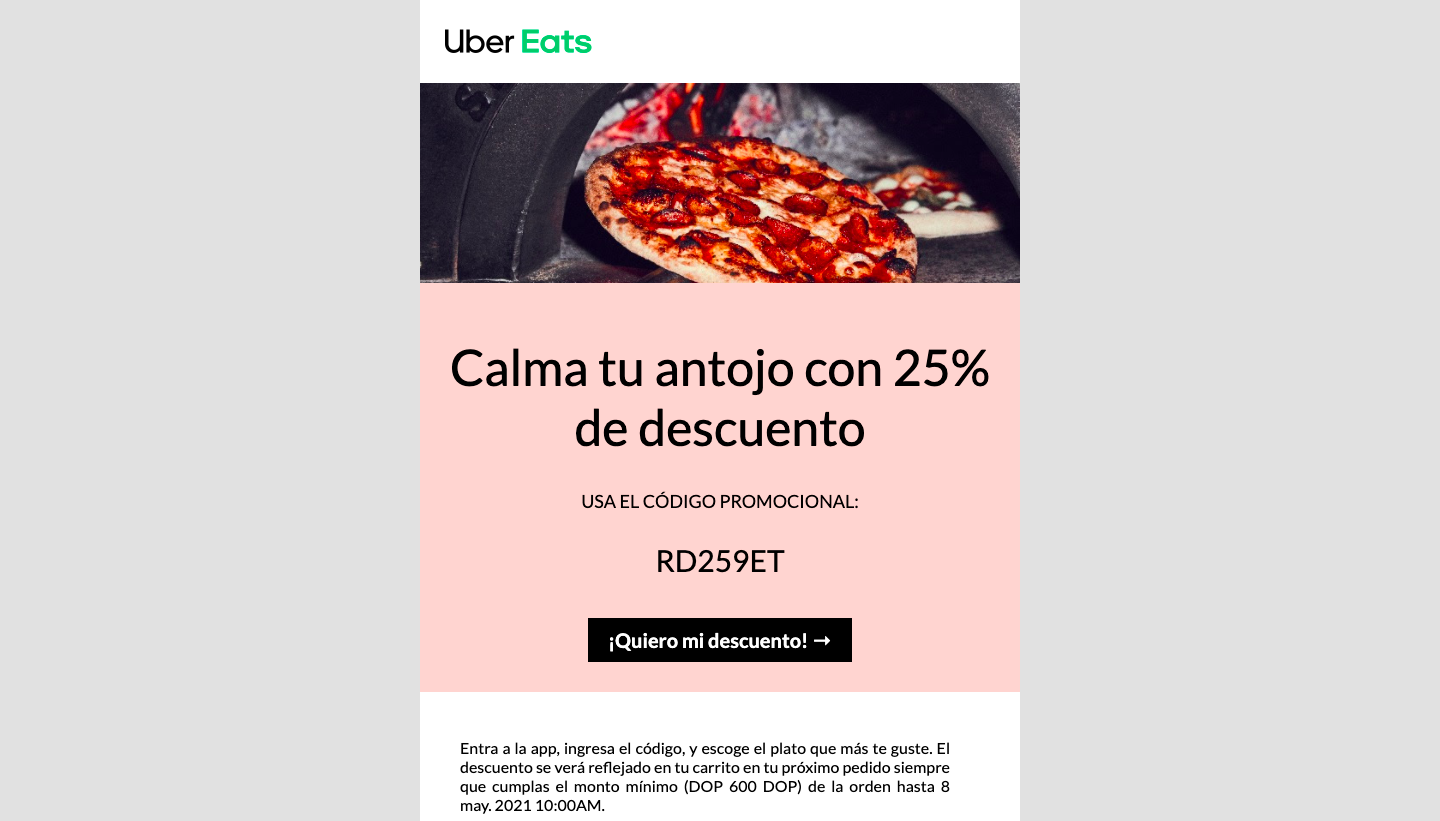 Uber Eats
Calma tu antojo con 25%
de descuento
USA EL CÓDIGO PROMOCIONAL:
RD259ET
¡Quiero mi descuento! →
Entra a la app, ingresa el código, y escoge el plato que más te guste. El
descuento se verá reflejado en tu carrito en tu próximo pedido siempre
que cumplas el monto mínimo (DOP 600 DOP) de la orden hasta 8
may. 2021 10:00AM.